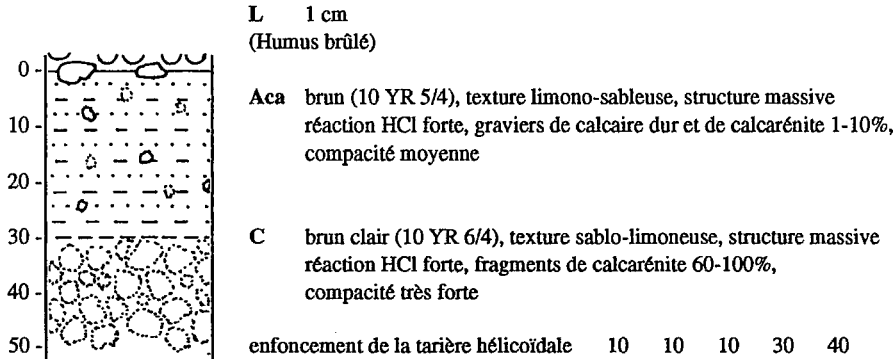 L 1 cm
(Humus brûlé)
0 -
Aca brun (10 YR 5/4), texture limono-sableuse, structure massive
réaction HCl forte, graviers de calcaire dur et de calcarénite 1-10%,
compacité moyenne
10 -
20 -
30 -
C brun clair (10 YR 6/4), texture sablo-limoneuse, structure massive
réaction HCl forte, fragments de calcarénite 60-100%,
compacité très forte
40 -
50 -
enfoncement de la tarière hélicoïdale 10 10 10 30 40